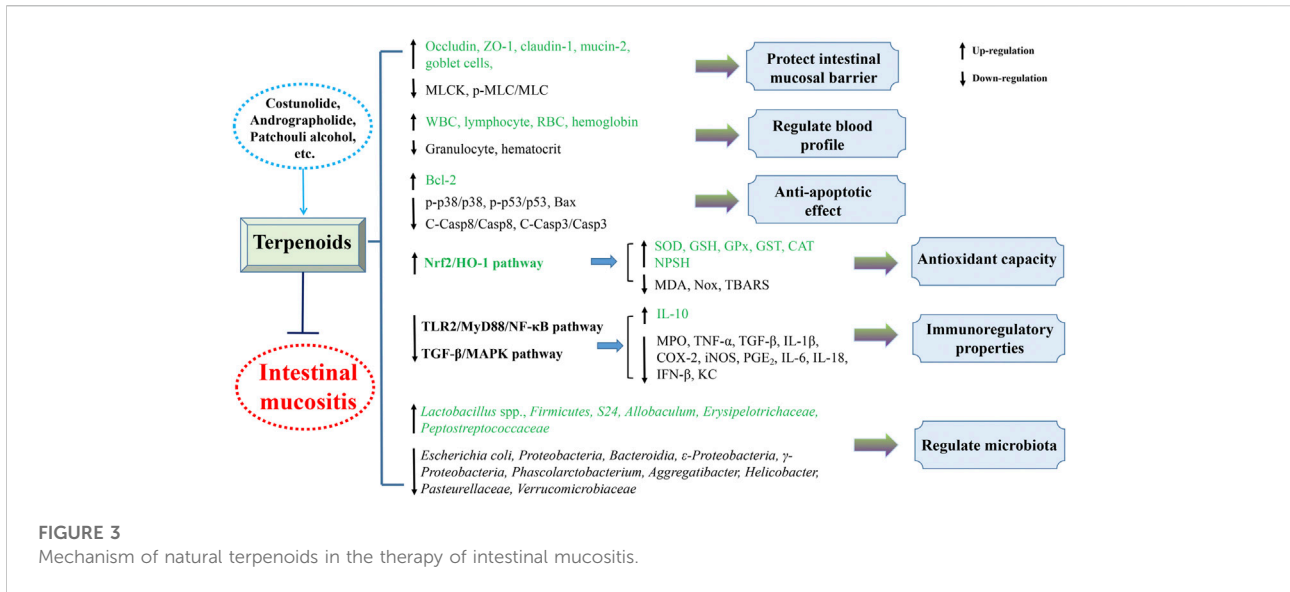 Costunolide,
Andrographolide,
Patchouli alcohol,
etc.
Terpenoids
Intestinal
mucositis
Occludin, ZO-1, claudin-1, mucin-2,
goblet cells,
MLCK, p-MLC/MLC
Protect intestinal
mucosal barrier
WBC, lymphocyte, RBC, hemoglobin
Granulocyte, hematocrit
Regulate blood
profile
Bcl-2
p-p38/p38, p-p53/p53, Bax
C-Casp8/Casp8, C-Casp3/Casp3
Anti-apoptotic
effect
Nrf2/HO-1 pathway
SOD, GSH, GPx, GST, CAT
NPSH
MDA, Nox, TBARS
Antioxidant capacity
TLR2/MyD88/NF-κB pathway
TGF-β/MAPK pathway
IL-10
MPO, TNF-α, TGF-β, IL-1β,
COX-2, iNOS, PGE₂, IL-6, IL-18,
IFN-β, KC
Immunoregulatory
properties
Lactobacillus spp., Firmicutes, S24, Allobaculum, Erysipelotrichaceae,
Peptostreptococcaceae
Escherichia coli, Proteobacteria, Bacteroidia, ε-Proteobacteria, γ-
Proteobacteria, Phascolarctobacterium, Aggregatibacter, Helicobacter,
Pasteurellaceae, Verrucomicrobiaceae
Regulate microbiota
Up-regulation
Down-regulation
FIGURE 3
Mechanism of natural terpenoids in the therapy of intestinal mucositis.